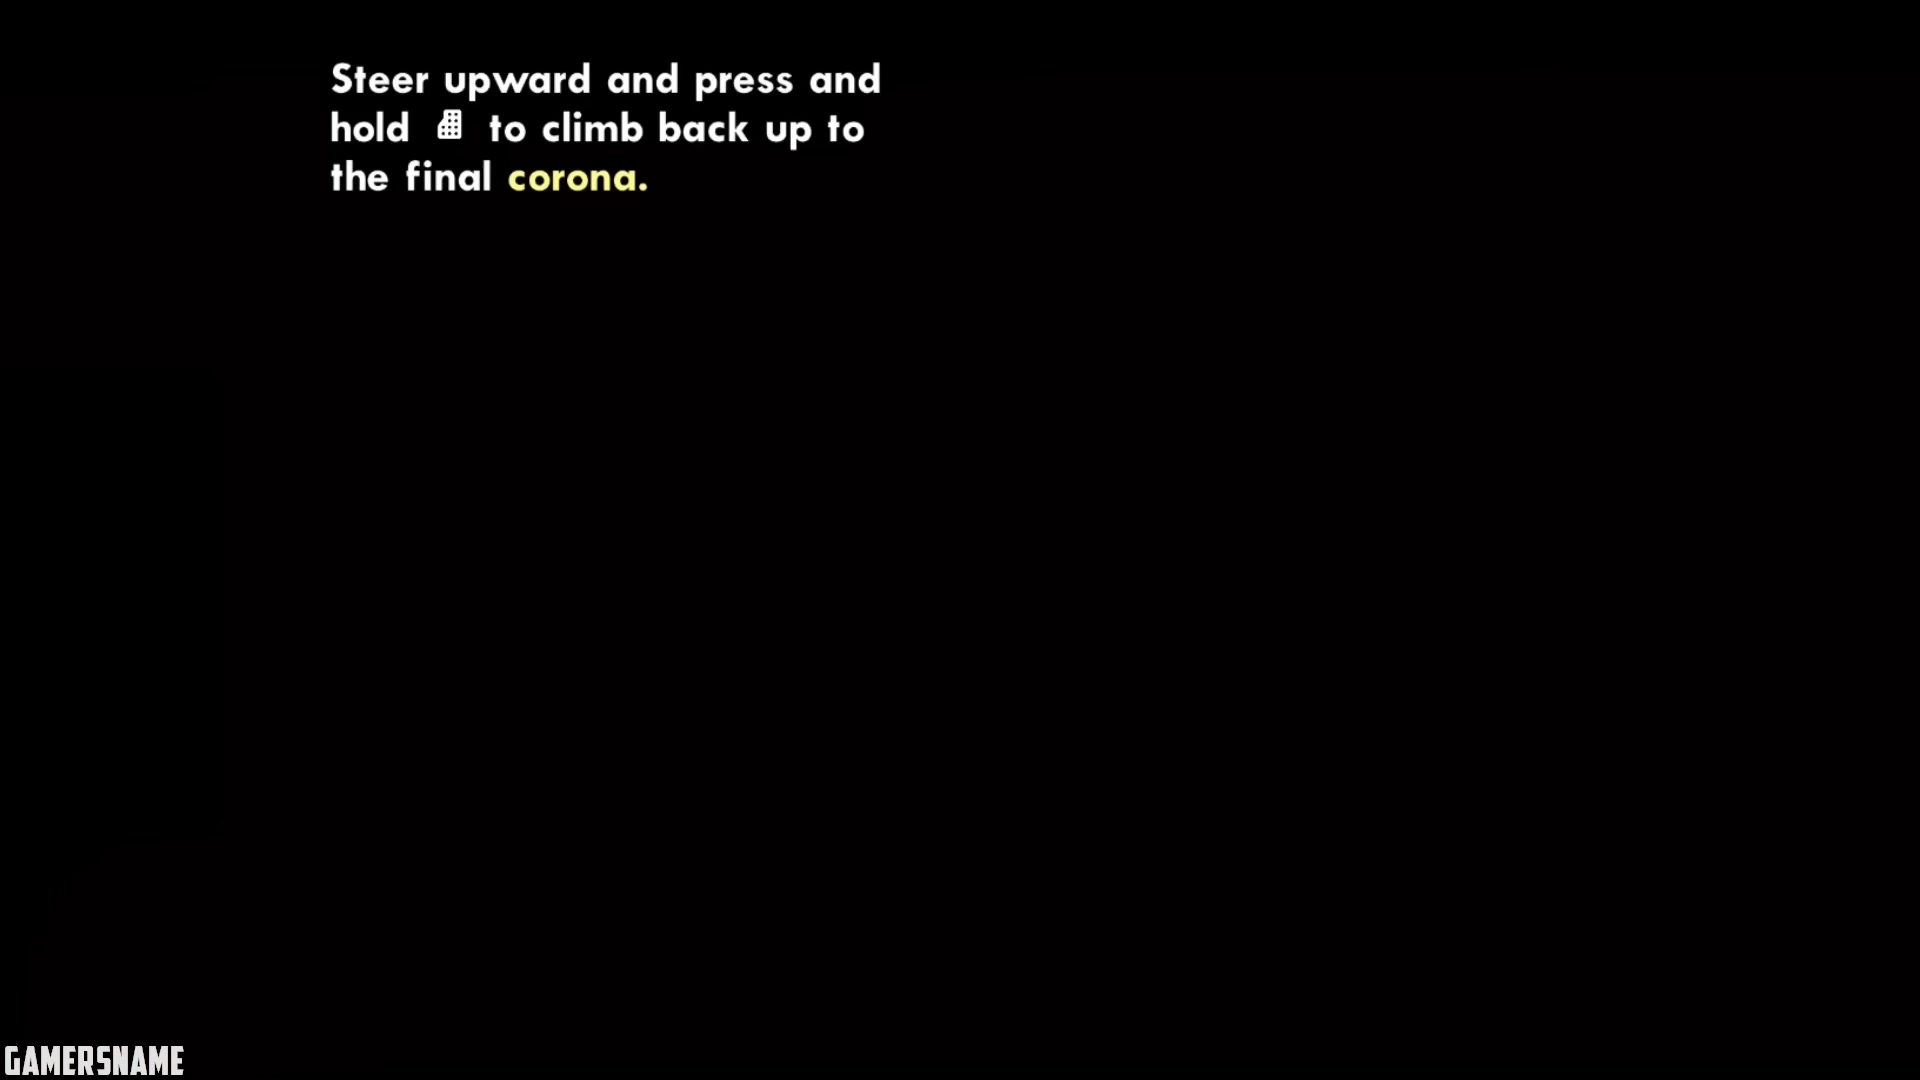 Steer upward and press and
hold to climb back up to
the final corona.
GAMERSNAME